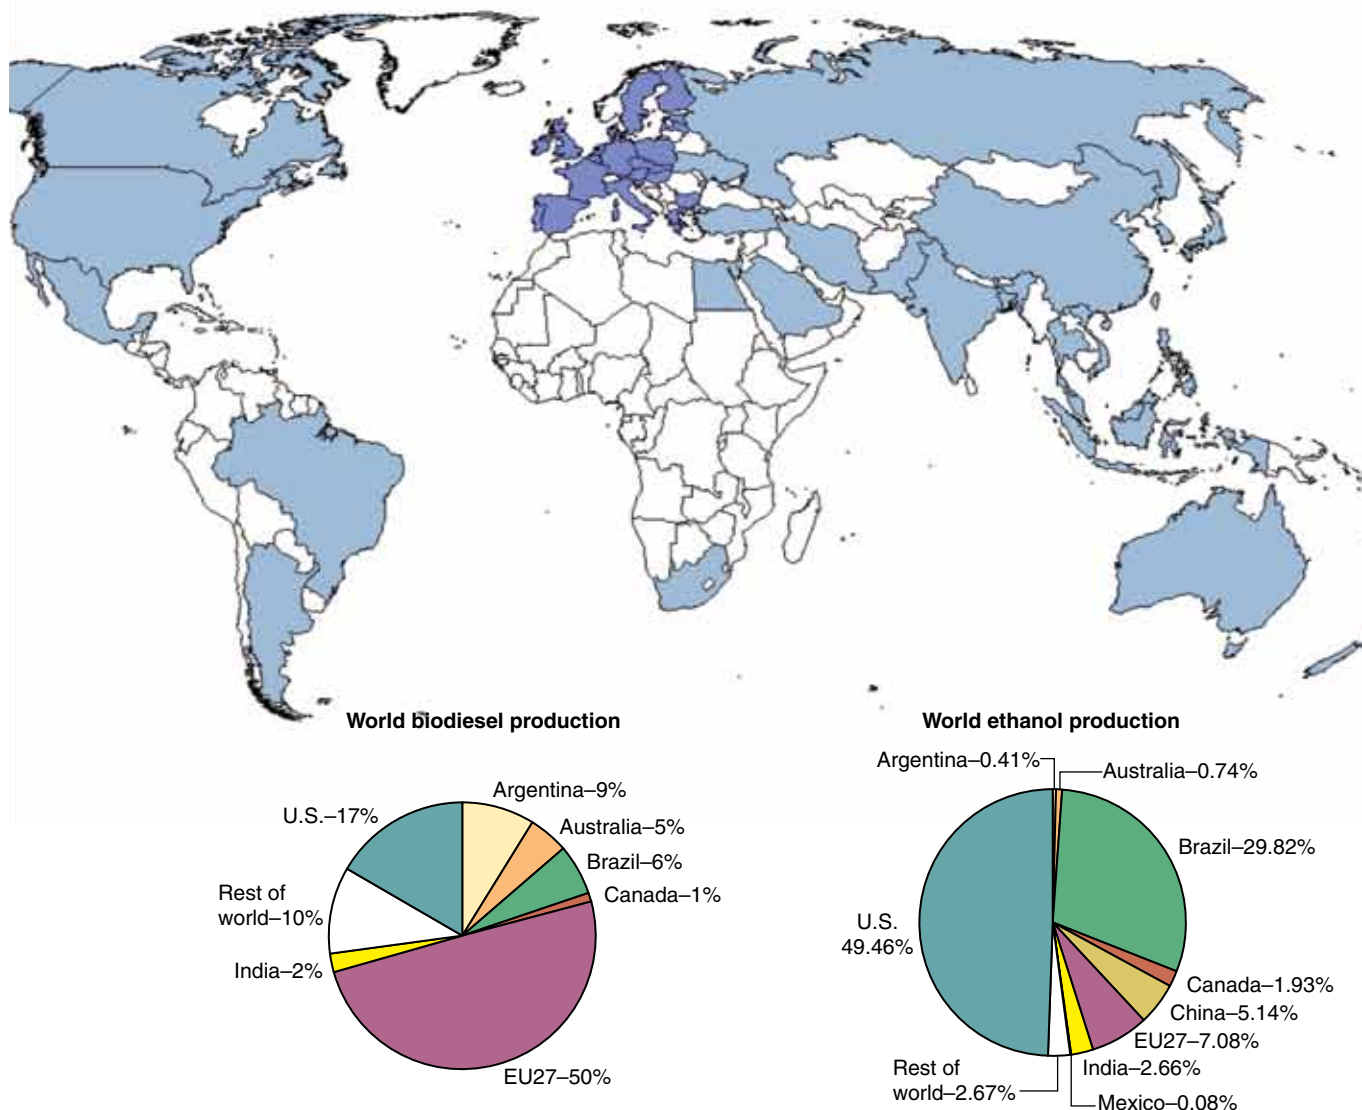 World biodiesel production
U.S.–17%
Argentina–9%
Australia–5%
Brazil–6%
Canada–1%
Rest of
world–10%
India–2%
EU27–50%
World ethanol production
Argentina–0.41%
Australia–0.74%
Brazil–29.82%
U.S.
49.46%
Canada–1.93%
China–5.14%
EU27–7.08%
India–2.66%
Rest of
world–2.67%
Mexico–0.08%